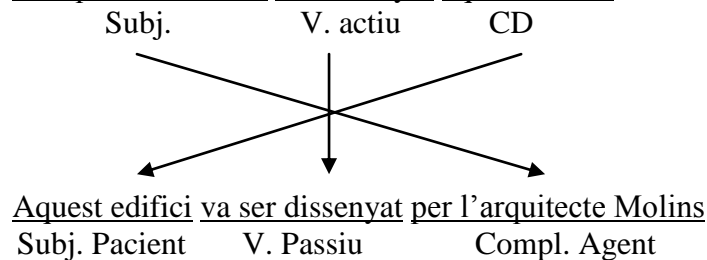 Subj. V. actiu CD
Aquest edifici va ser dissenyat per l’arquitecte Molins
Subj. Pacient V. Passiu Compl. Agent